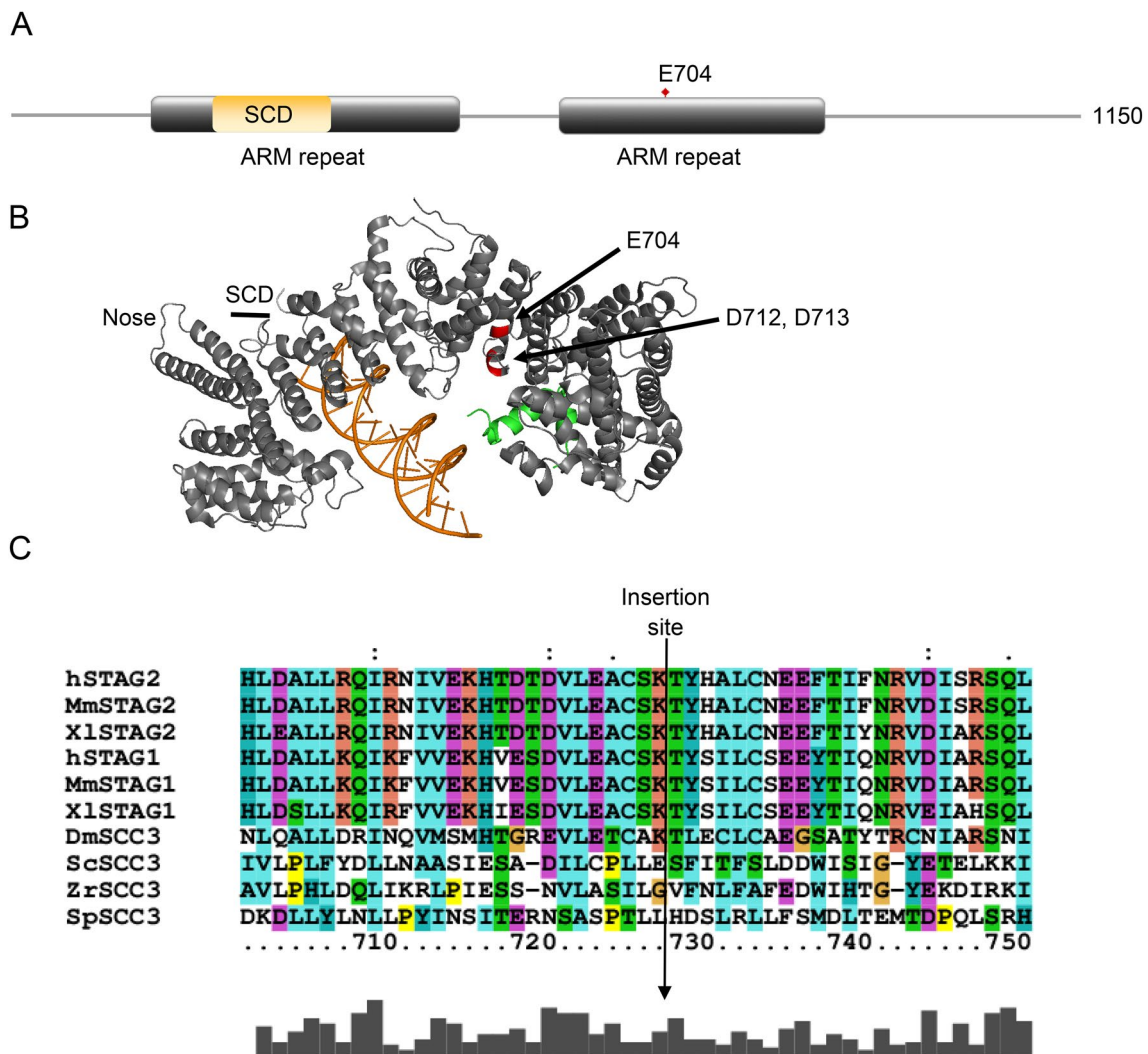 A
E704
SCD
1150
ARM repeat ARM repeat
B
E704
SCD
Nose
D712, D713
C
Insertion
site
: : . : .
hSTAG2 HLDALLRQIRNIVEKHTDTDVLEACSKTYHALCNEEFTIFNRVDISRSQL
MmSTAG2 HLDALLRQIRNIVEKHTDTDVLEACSKTYHALCNEEFTIFNRVDISRSQL
XlSTAG2 HLEALLRQIRNIVEKHTDTDVLEACSKTYHALCNEEFTIYNRVDIAKSQL
hSTAG1 HLDALLKQIKFVVEKHVESDVLEACSKTYSILCSEEYTIQNRVDIARSQL
MmSTAG1 HLDALLKQIKFVVEKHVESDVLEACSKTYSILCSEEYTIQNRVDIARSQL
XlSTAG1 HLDSLLKQIRFVVEKHIESDVLEACSKTYSILCSEEYTIQNRVEIAHSQL
DmSCC3 NLQALLDRINQVMSMHTGREVLETCAKTLECLCAEGSATYTRCNIARSNI
ScSCC3 IVLPLFYDLLNAASIESA-DILCPLLESFITFSLDDWISIG-YETELKKI
ZrSCC3 AVLPHLDQLIKRLPIESS-NVLASILGVFNLFAFEDWIHTG-YEKDIRKI
SpSCC3 DKDLLYLNLLPYINSITERNSASPTLLHDSLRLLFSMDLTEMTDPQLSRH
.......710.......720.......730.......740.......750